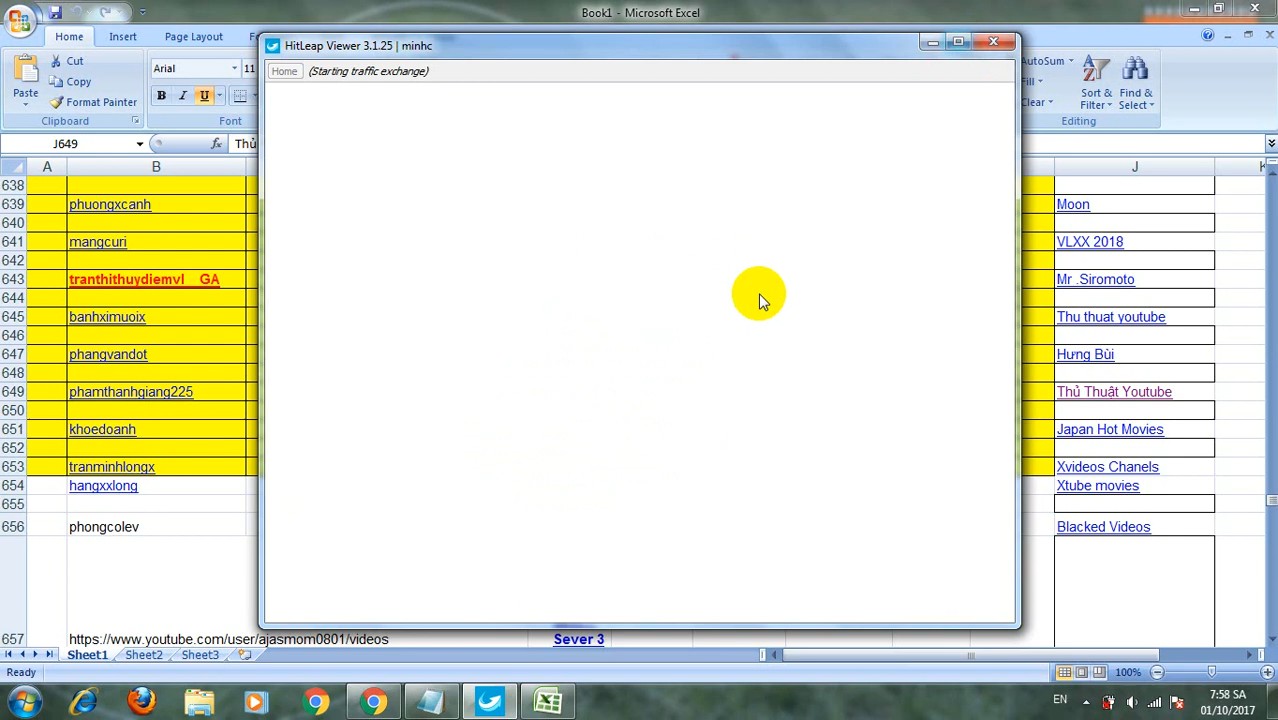 Book1 - Microsoft Excel
Home Insert Page Layout F
Cut
Copy
Format Painter
Paste
Clipboard
Arial 11
B I U
Font
AutoSum
Fill
Clear
Sort & Filter
Find & Select
Editing
HitLeap Viewer 3.1.25 | minhc
Home (Starting traffic exchange)
J649 fx Thủ
A B J K
638
639 phuongxcanh Moon
640
641 mangcuri VLXX 2018
642
643 tranthithuydiemvl GA Mr .Siromoto
644
645 banhximuoix Thu thuat youtube
646
647 phangvandot Hưng Bùi
648
649 phamthanhgiang225 Thủ Thuật Youtube
650
651 khoedoanh Japan Hot Movies
652
653 tranminhlongx Xvideos Chanels
654 hangxxlong Xtube movies
655
656 phongcolev Blacked Videos
657 https://www.youtube.com/user/ajasmom0801/videos Sever 3
Sheet1 Sheet2 Sheet3
Ready 100%
EN 7:58 SA
01/10/2017